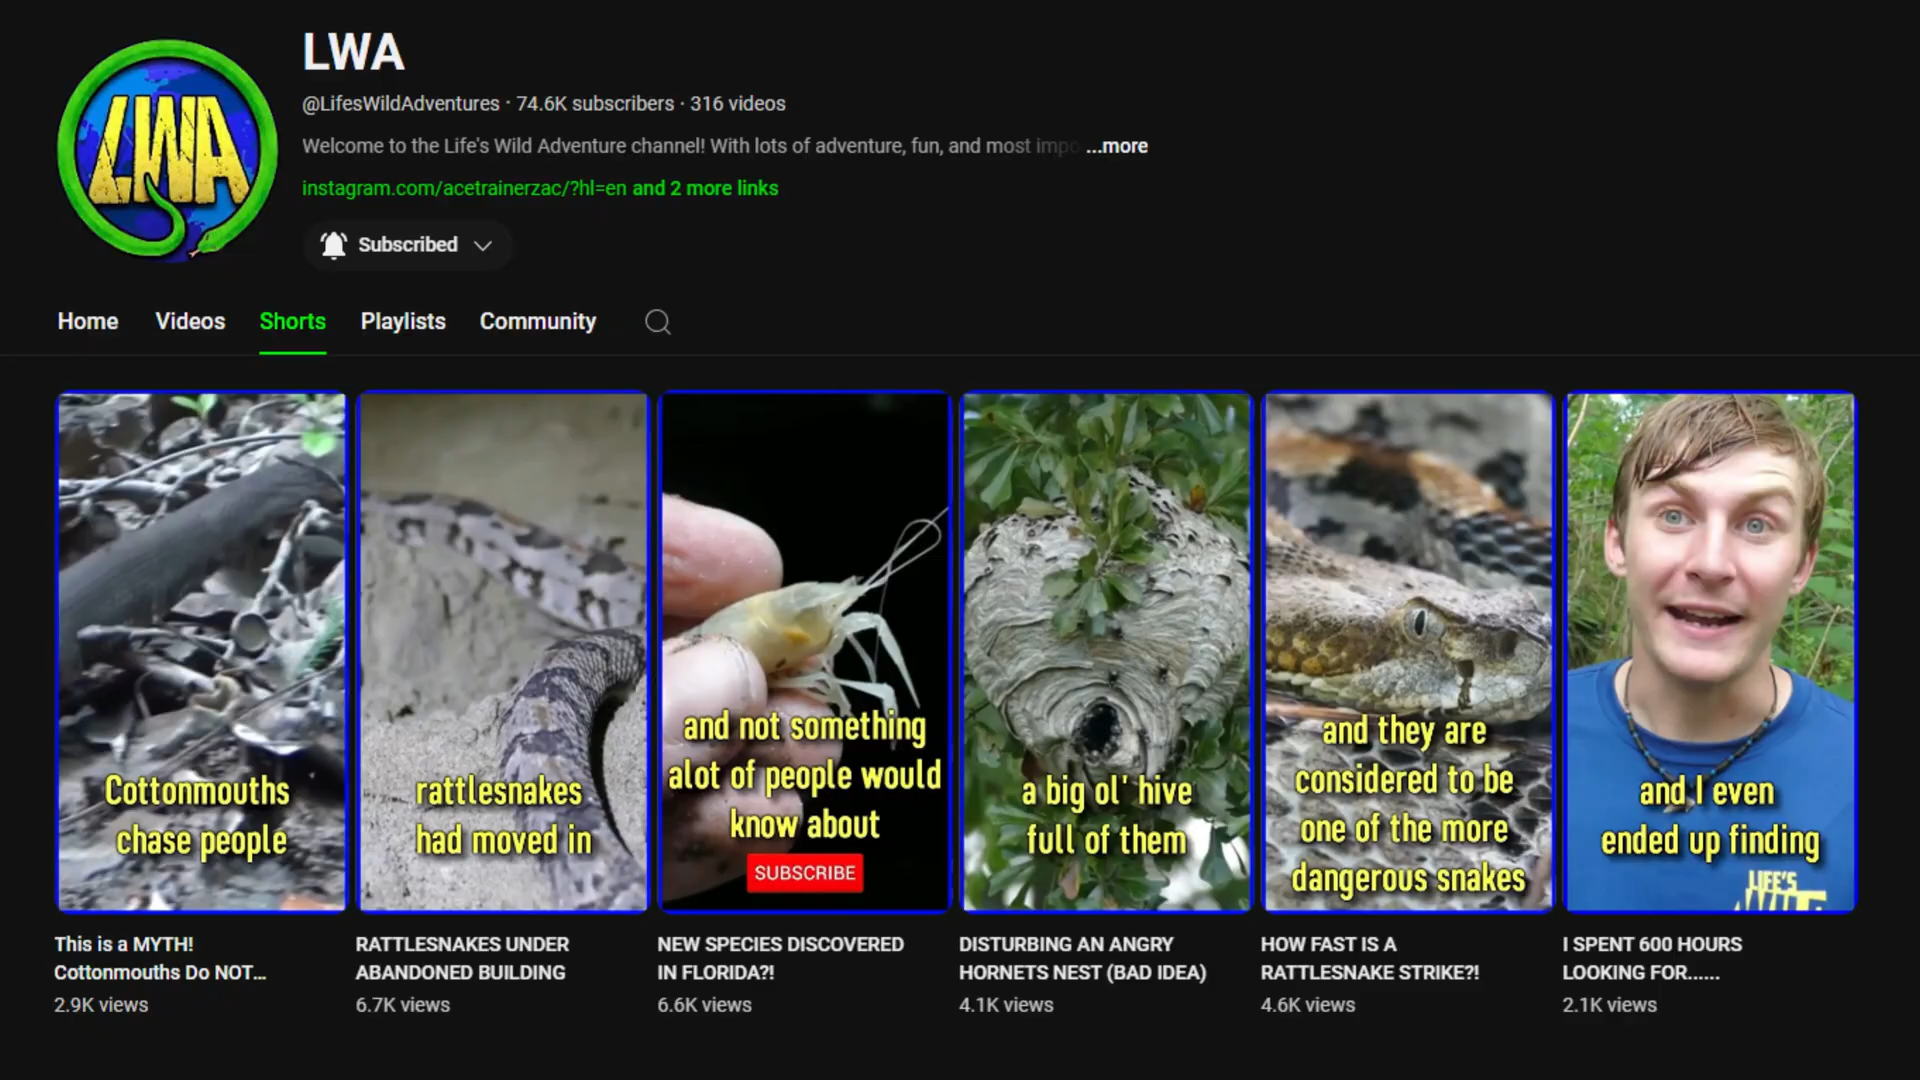 LWA
LWA
@LifesWildAdventures · 74.6K subscribers · 316 videos
Welcome to the Life's Wild Adventure channel! With lots of adventure, fun, and most impo ...more
instagram.com/acetrainerzac/?hl=en and 2 more links
Subscribed
Home Videos Shorts Playlists Community
Cottonmouths
chase people
rattlesnakes
had moved in
and not something
alot of people would
know about
SUBSCRIBE
a big ol' hive
full of them
and they are
considered to be
one of the more
dangerous snakes
and I even
ended up finding
LIFE'S
This is a MYTH!
Cottonmouths Do NOT...
2.9K views
RATTLESNAKES UNDER
ABANDONED BUILDING
6.7K views
NEW SPECIES DISCOVERED
IN FLORIDA?!
6.6K views
DISTURBING AN ANGRY
HORNETS NEST (BAD IDEA)
4.1K views
HOW FAST IS A
RATTLESNAKE STRIKE?!
4.6K views
I SPENT 600 HOURS
LOOKING FOR......
2.1K views